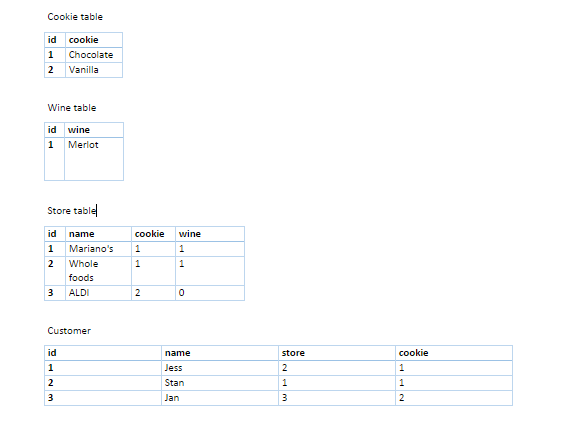 Cookie table
id cookie
1 Chocolate
2 Vanilla
Wine table
id wine
1 Merlot
Store table
id name cookie wine
1 Mariano's 1 1
2 Whole 1 1
foods
3 ALDI 2 0
Customer
id name store cookie
1 Jess 2 1
2 Stan 1 1
3 Jan 3 2